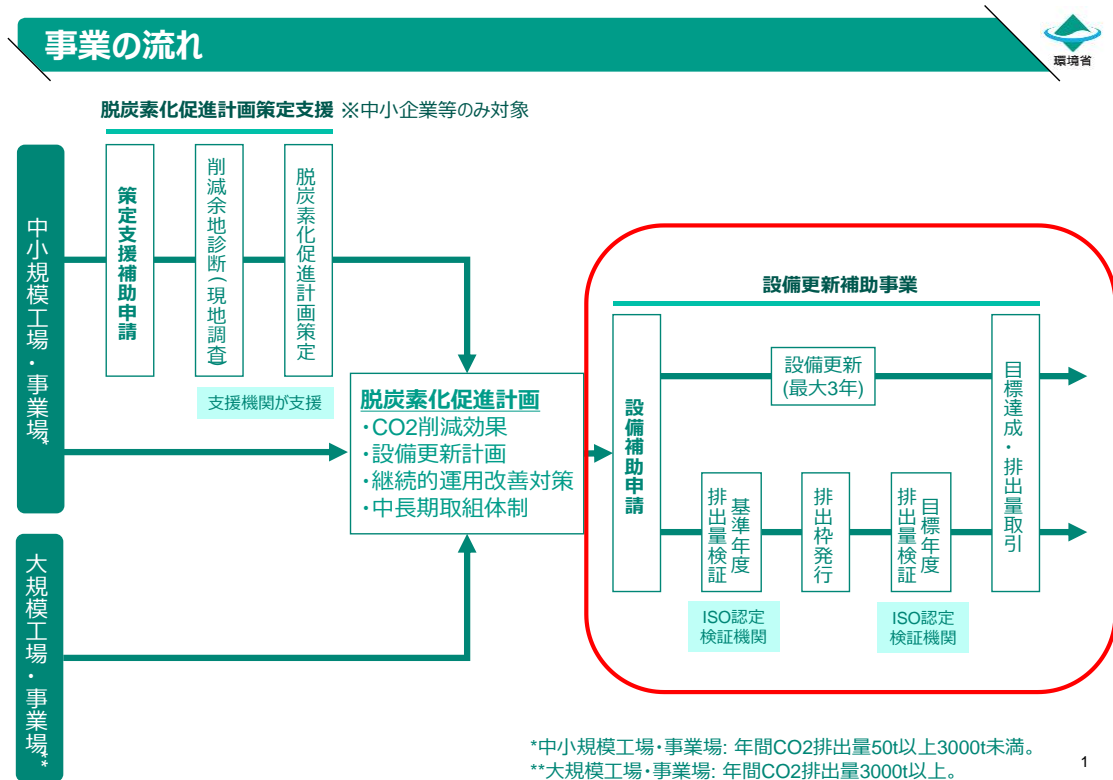 事業の流れ
環境省
脱炭素化促進計画策定支援 ※中小企業等のみ対象
中小規模工場・事業場*
策定支援補助申請
削減余地診断(現地調査)
脱炭素化促進計画策定
支援機関が支援
脱炭素化促進計画
・CO2削減効果
・設備更新計画
・継続的運用改善対策
・中長期取組体制
大規模工場・事業場**
設備更新補助事業
設備補助申請
設備更新
(最大3年)
基準年度
排出量検証
排出枠発行
目標年度
排出量検証
目標達成・排出量取引
ISO認定
検証機関
ISO認定
検証機関
*中小規模工場・事業場: 年間CO2排出量50t以上3000t未満。
**大規模工場・事業場: 年間CO2排出量3000t以上。
1